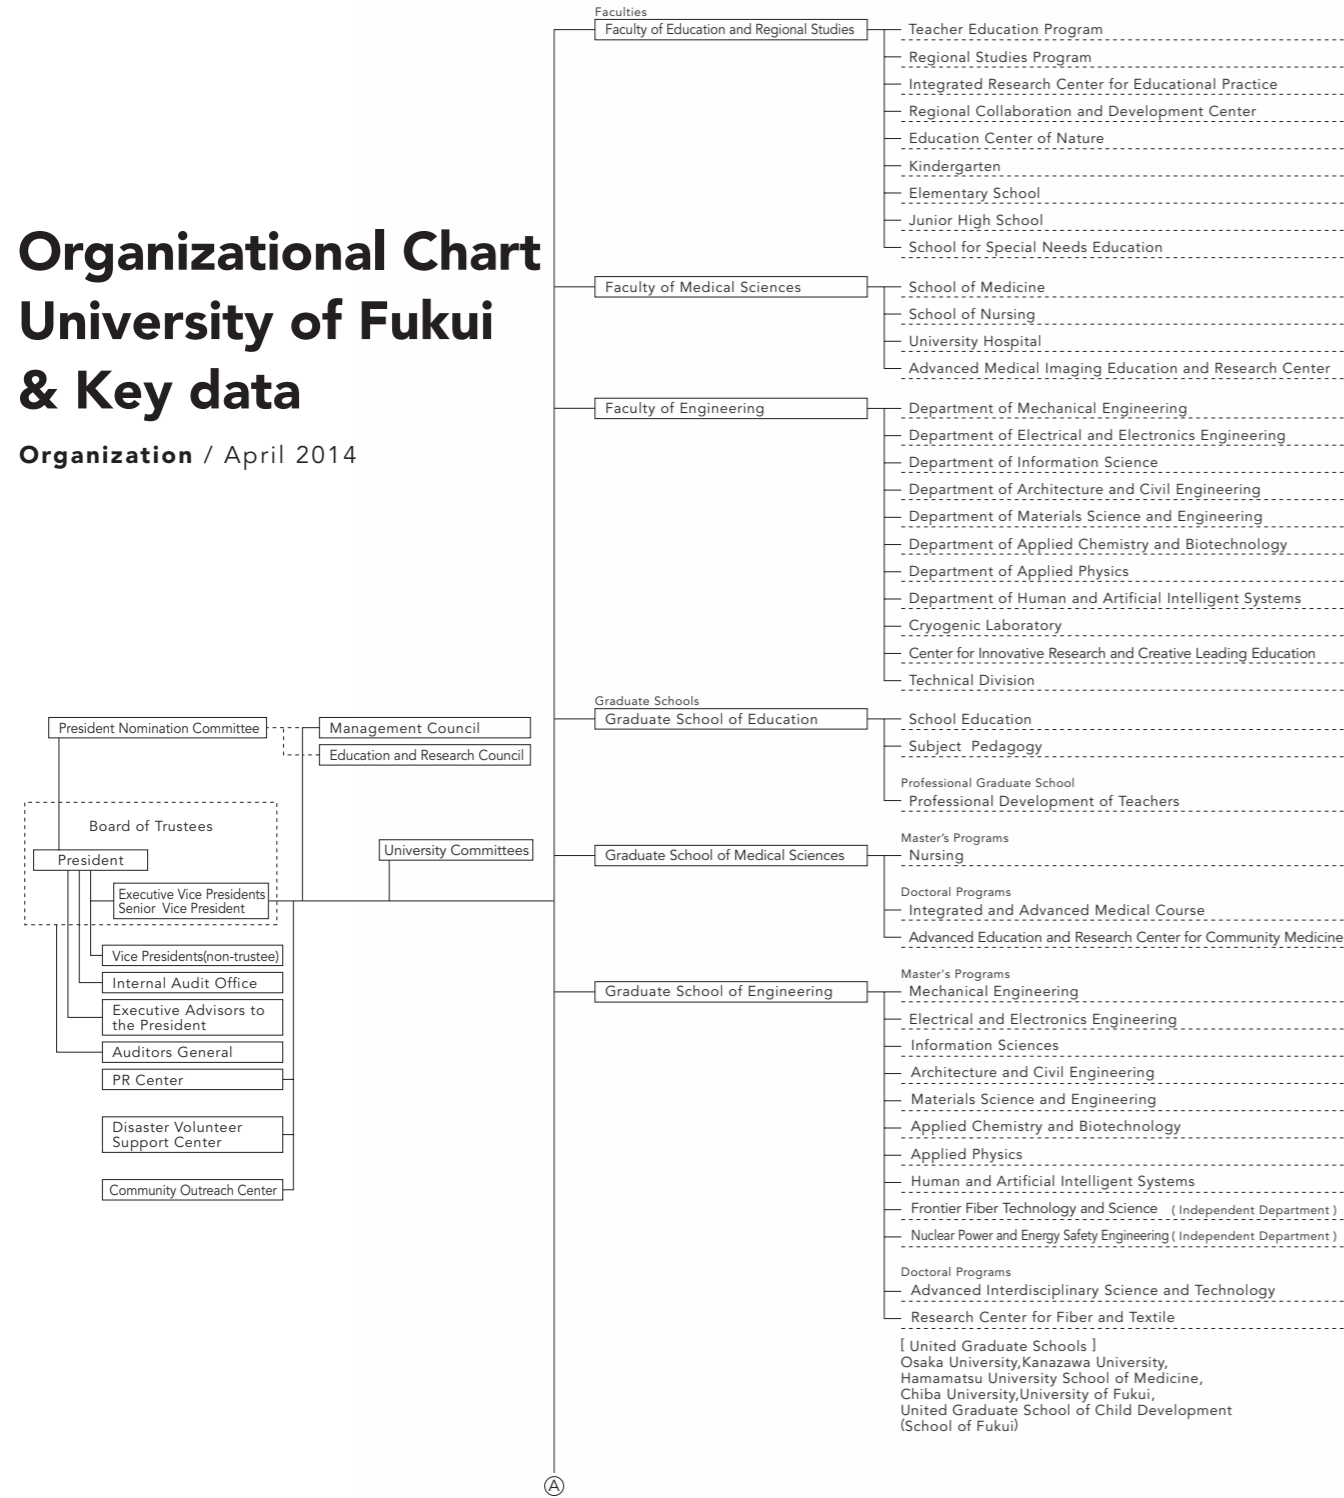 Organizational Chart
University of Fukui
& Key data
Organization / April 2014
President Nomination Committee
Management Council
Education and Research Council
Board of Trustees
President
University Committees
Executive Vice Presidents
Senior Vice President
Vice Presidents(non-trustee)
Internal Audit Office
Executive Advisors to
the President
Auditors General
PR Center
Disaster Volunteer
Support Center
Community Outreach Center
Faculties
Faculty of Education and Regional Studies
Teacher Education Program
Regional Studies Program
Integrated Research Center for Educational Practice
Regional Collaboration and Development Center
Education Center of Nature
Kindergarten
Elementary School
Junior High School
School for Special Needs Education
Faculty of Medical Sciences
School of Medicine
School of Nursing
University Hospital
Advanced Medical Imaging Education and Research Center
Faculty of Engineering
Department of Mechanical Engineering
Department of Electrical and Electronics Engineering
Department of Information Science
Department of Architecture and Civil Engineering
Department of Materials Science and Engineering
Department of Applied Chemistry and Biotechnology
Department of Applied Physics
Department of Human and Artificial Intelligent Systems
Cryogenic Laboratory
Center for Innovative Research and Creative Leading Education
Technical Division
Graduate Schools
Graduate School of Education
School Education
Subject Pedagogy
Professional Graduate School
Professional Development of Teachers
Graduate School of Medical Sciences
Master's Programs
Nursing
Doctoral Programs
Integrated and Advanced Medical Course
Advanced Education and Research Center for Community Medicine
Graduate School of Engineering
Master's Programs
Mechanical Engineering
Electrical and Electronics Engineering
Information Sciences
Architecture and Civil Engineering
Materials Science and Engineering
Applied Chemistry and Biotechnology
Applied Physics
Human and Artificial Intelligent Systems
Frontier Fiber Technology and Science ( Independent Department )
Nuclear Power and Energy Safety Engineering ( Independent Department )
Doctoral Programs
Advanced Interdisciplinary Science and Technology
Research Center for Fiber and Textile
[ United Graduate Schools ]
Osaka University,Kanazawa University,
Hamamatsu University School of Medicine,
Chiba University,University of Fukui,
United Graduate School of Child Development
(School of Fukui)
A